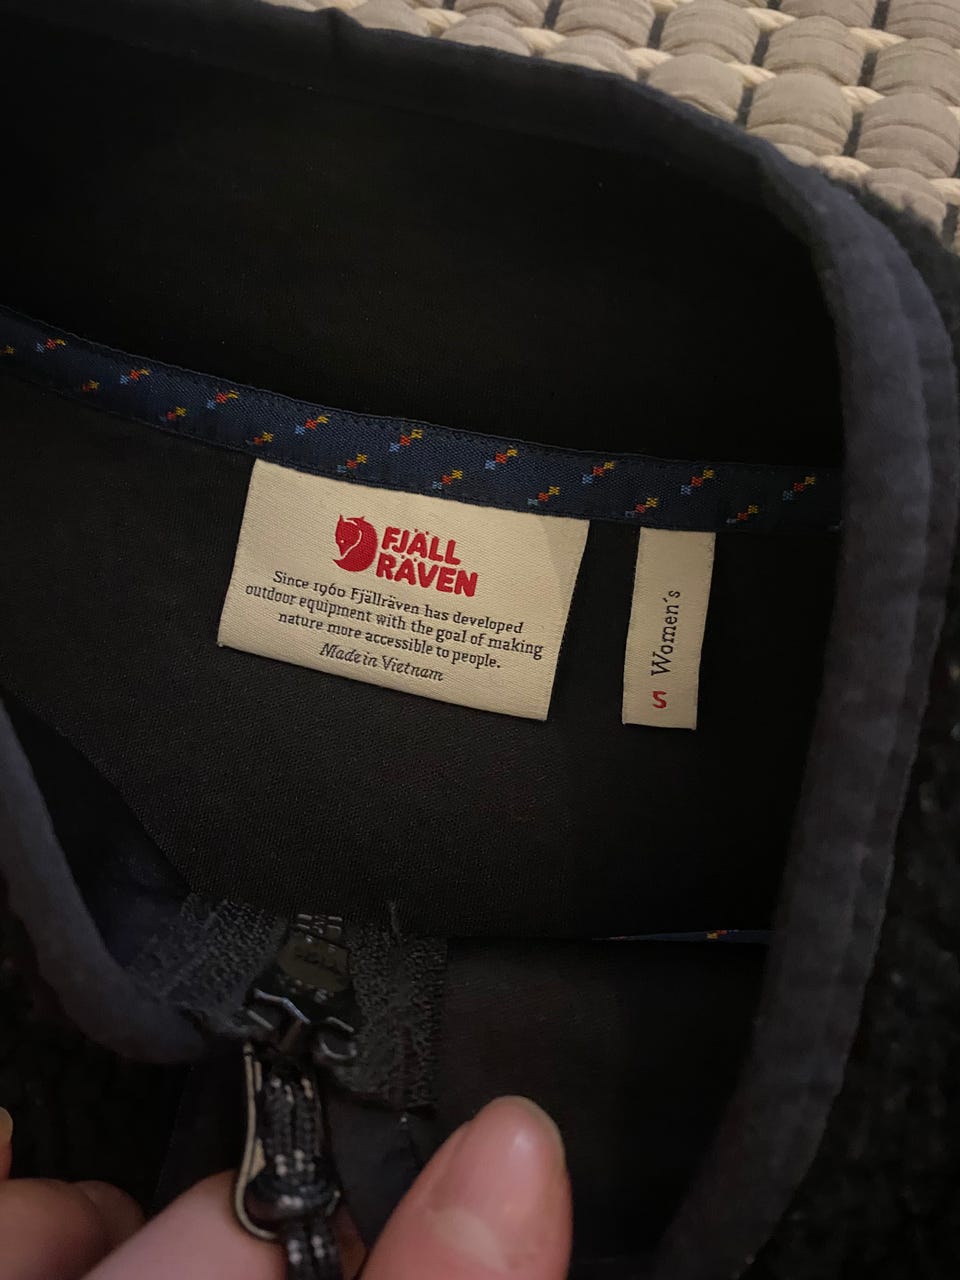 FJÄLL
RÄVEN
Since 1960 Fjällräven has developed
outdoor equipment with the goal of making
nature more accessible to people.
Made in Vietnam
Women´s
S